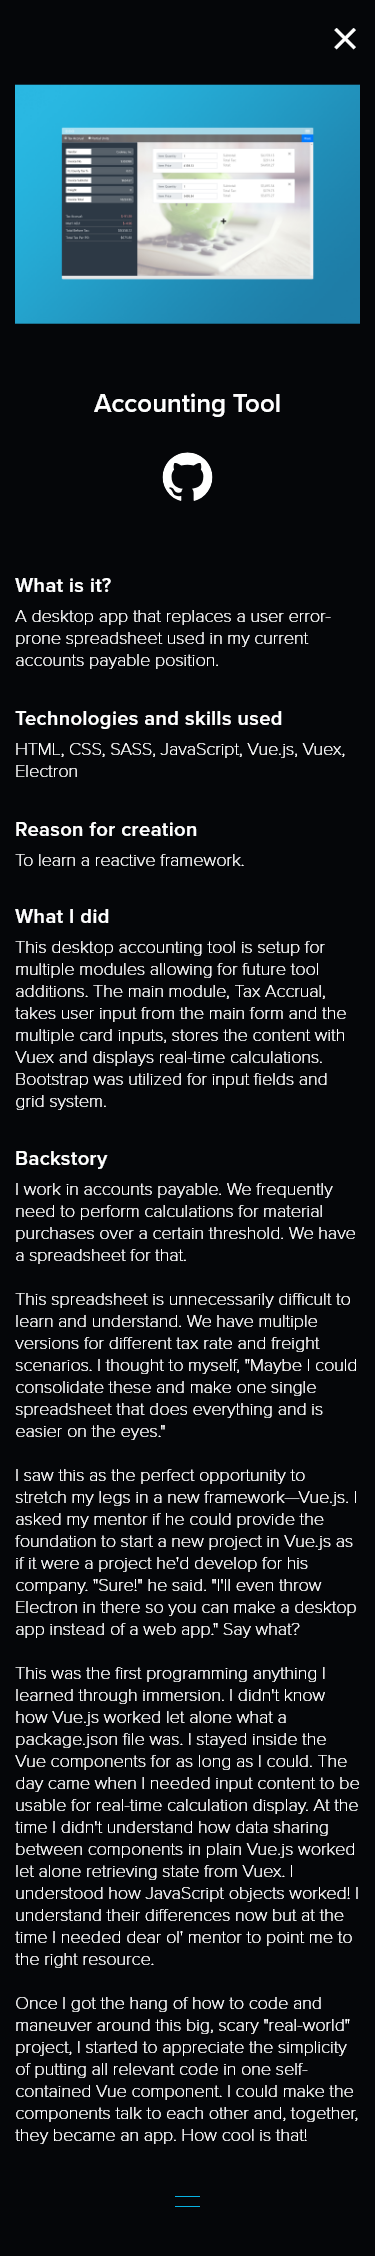 Accounting Tool
What is it?
A desktop app that replaces a user error-
prone spreadsheet used in my current
accounts payable position.
Technologies and skills used
HTML, CSS, SASS, JavaScript, Vue.js, Vuex,
Electron
Reason for creation
To learn a reactive framework.
What I did
This desktop accounting tool is setup for
multiple modules allowing for future tool
additions. The main module, Tax Accrual,
takes user input from the main form and the
multiple card inputs, stores the content with
Vuex and displays real-time calculations.
Bootstrap was utilized for input fields and
grid system.
Backstory
I work in accounts payable. We frequently
need to perform calculations for material
purchases over a certain threshold. We have
a spreadsheet for that.
This spreadsheet is unnecessarily difficult to
learn and understand. We have multiple
versions for different tax rate and freight
scenarios. I thought to myself, "Maybe I could
consolidate these and make one single
spreadsheet that does everything and is
easier on the eyes."
I saw this as the perfect opportunity to
stretch my legs in a new framework—Vue.js. I
asked my mentor if he could provide the
foundation to start a new project in Vue.js as
if it were a project he'd develop for his
company. "Sure!" he said. "I'll even throw
Electron in there so you can make a desktop
app instead of a web app." Say what?
This was the first programming anything I
learned through immersion. I didn't know
how Vue.js worked let alone what a
package.json file was. I stayed inside the
Vue components for as long as I could. The
day came when I needed input content to be
usable for real-time calculation display. At the
time I didn't understand how data sharing
between components in plain Vue.js worked
let alone retrieving state from Vuex. I
understood how JavaScript objects worked! I
understand their differences now but at the
time I needed dear ol' mentor to point me to
the right resource.
Once I got the hang of how to code and
maneuver around this big, scary "real-world"
project, I started to appreciate the simplicity
of putting all relevant code in one self-
contained Vue component. I could make the
components talk to each other and, together,
they became an app. How cool is that!